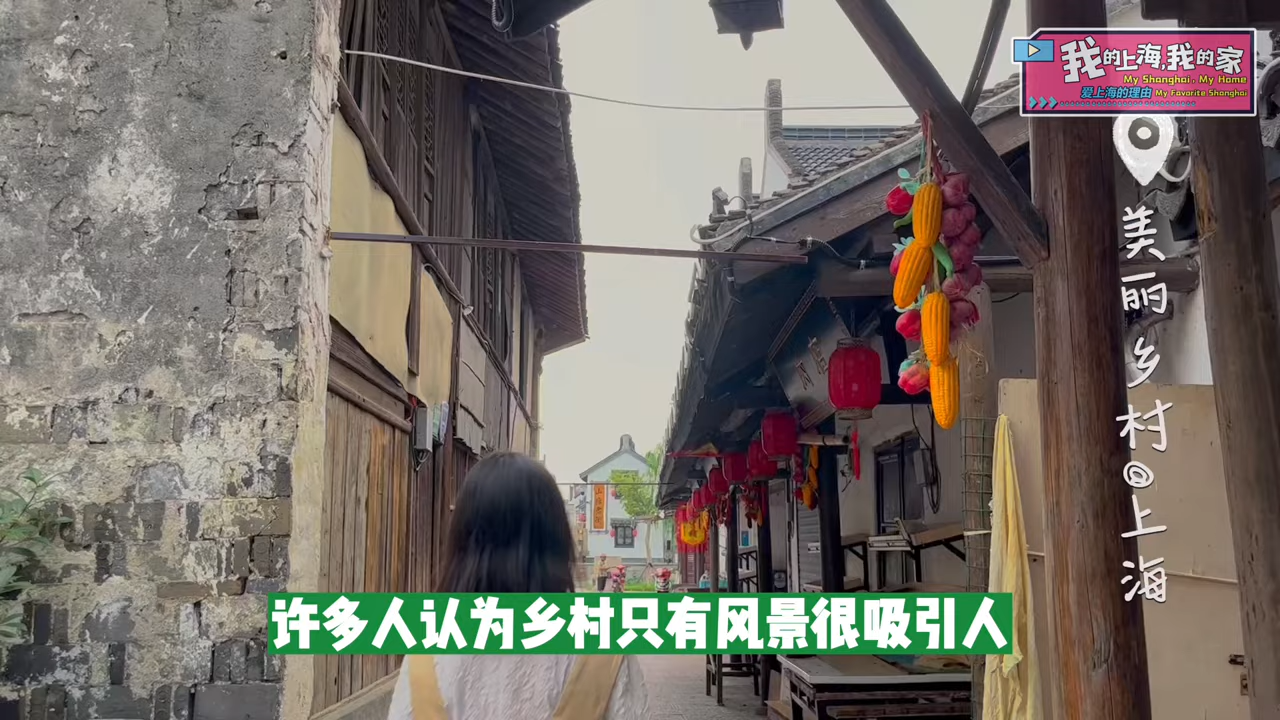 我的上海,我的家
My Shanghai, My Home
爱上海的理由 My Favorite Shanghai
美丽乡村@上海
许多人认为乡村只有风景很吸引人